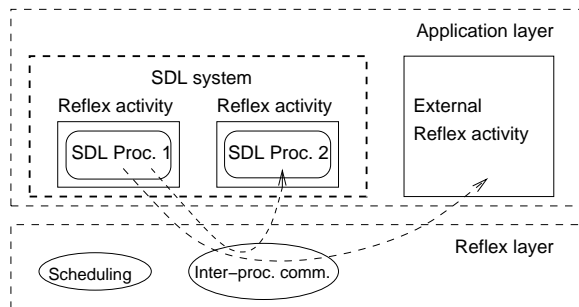 Application layer
SDL system
Reflex activity
Reflex activity
SDL Proc. 1
SDL Proc. 2
External
Reflex activity
Reflex layer
Scheduling
Inter−proc. comm.